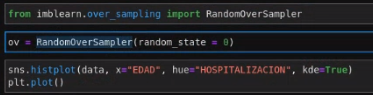 from imblearn.over_sampling import RandomOverSampler
ov = RandomOverSampler(random_state = 0)
sns.histplot(data, x="EDAD", hue="HOSPITALIZACION", kde=True)
plt.plot()